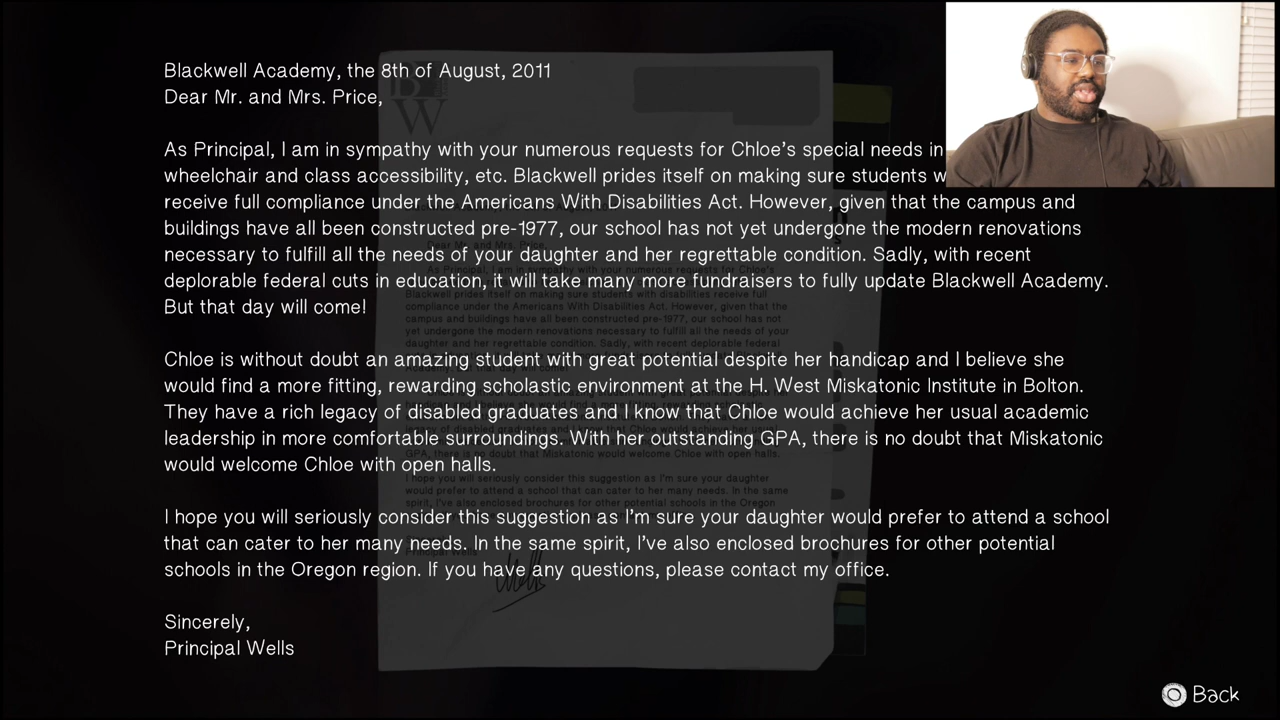 Blackwell Academy, the 8th of August, 2011
Dear Mr. and Mrs. Price,
As Principal, I am in sympathy with your numerous requests for Chloe's special needs in
wheelchair and class accessibility, etc. Blackwell prides itself on making sure students w
receive full compliance under the Americans With Disabilities Act. However, given that the campus and
buildings have all been constructed pre-1977, our school has not yet undergone the modern renovations
necessary to fulfill all the needs of your daughter and her regrettable condition. Sadly, with recent
deplorable federal cuts in education, it will take many more fundraisers to fully update Blackwell Academy.
But that day will come!
Chloe is without doubt an amazing student with great potential despite her handicap and I believe she
would find a more fitting, rewarding scholastic environment at the H. West Miskatonic Institute in Bolton.
They have a rich legacy of disabled graduates and I know that Chloe would achieve her usual academic
leadership in more comfortable surroundings. With her outstanding GPA, there is no doubt that Miskatonic
would welcome Chloe with open halls.
I hope you will seriously consider this suggestion as I'm sure your daughter would prefer to attend a school
that can cater to her many needs. In the same spirit, I've also enclosed brochures for other potential
schools in the Oregon region. If you have any questions, please contact my office.
Sincerely,
Principal Wells
Back